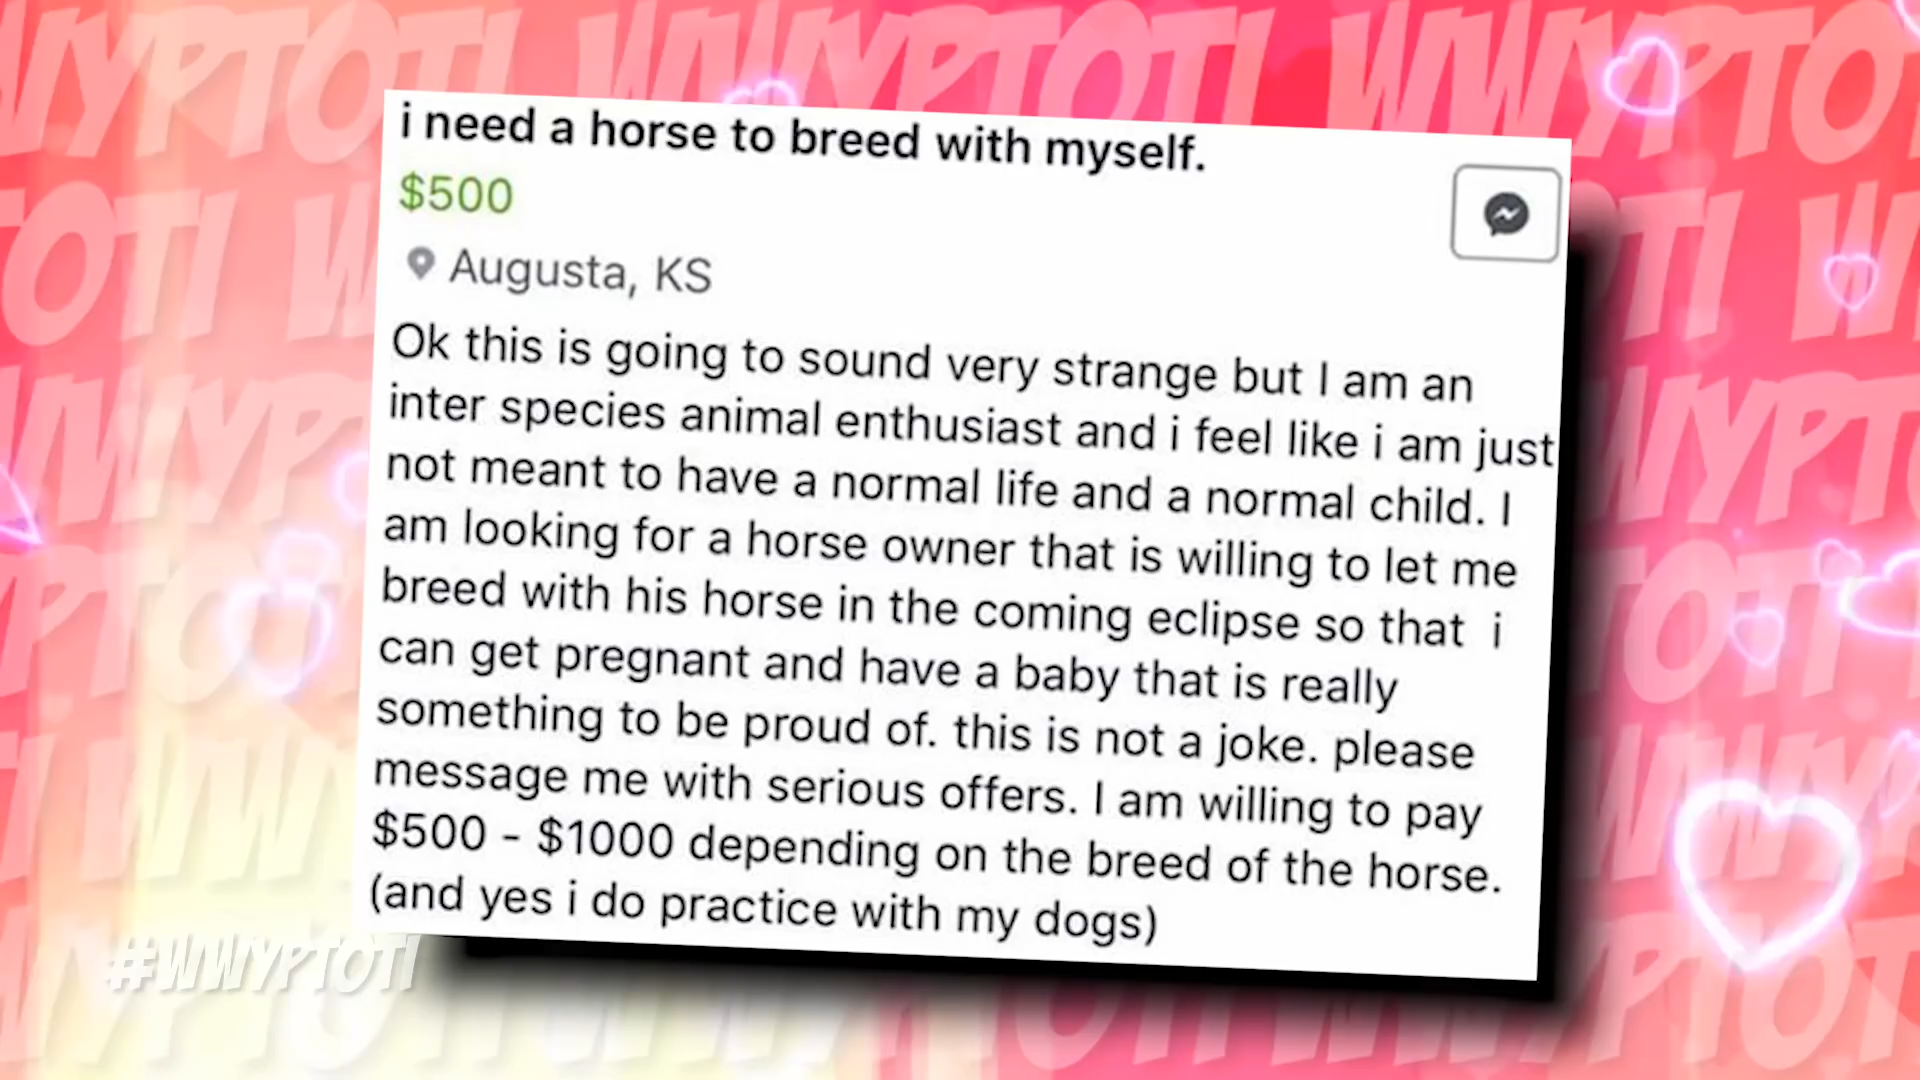 i need a horse to breed with myself.
$500
Augusta, KS
Ok this is going to sound very strange but I am an
inter species animal enthusiast and i feel like i am just
not meant to have a normal life and a normal child. I
am looking for a horse owner that is willing to let me
breed with his horse in the coming eclipse so that i
can get pregnant and have a baby that is really
something to be proud of. this is not a joke. please
message me with serious offers. I am willing to pay
$500 - $1000 depending on the breed of the horse.
(and yes i do practice with my dogs)
#WWYPTOTI